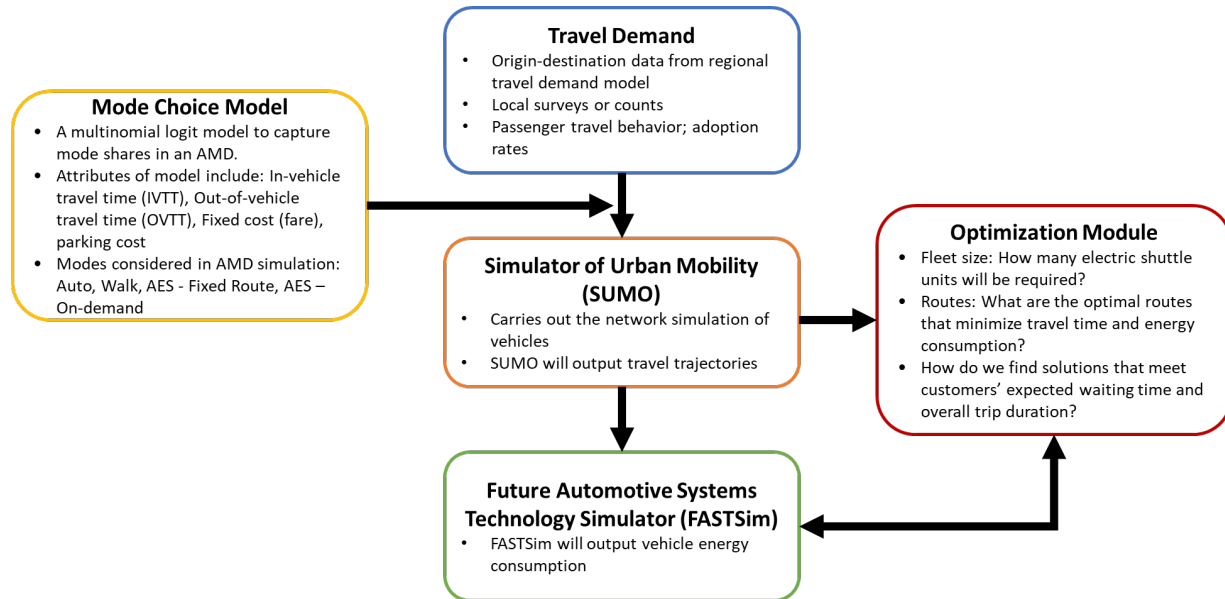 Travel Demand
• Origin-destination data from regional
travel demand model
• Local surveys or counts
• Passenger travel behavior; adoption
rates
Mode Choice Model
• A multinomial logit model to capture
mode shares in an AMD.
• Attributes of model include: In-vehicle
travel time (IVTT), Out-of-vehicle
travel time (OVTT), Fixed cost (fare),
parking cost
• Modes considered in AMD simulation:
Auto, Walk, AES - Fixed Route, AES –
On-demand
Simulator of Urban Mobility
(SUMO)
• Carries out the network simulation of
vehicles
• SUMO will output travel trajectories
Optimization Module
• Fleet size: How many electric shuttle
units will be required?
• Routes: What are the optimal routes
that minimize travel time and energy
consumption?
• How do we find solutions that meet
customers’ expected waiting time and
overall trip duration?
Future Automotive Systems
Technology Simulator (FASTSim)
• FASTSim will output vehicle energy
consumption